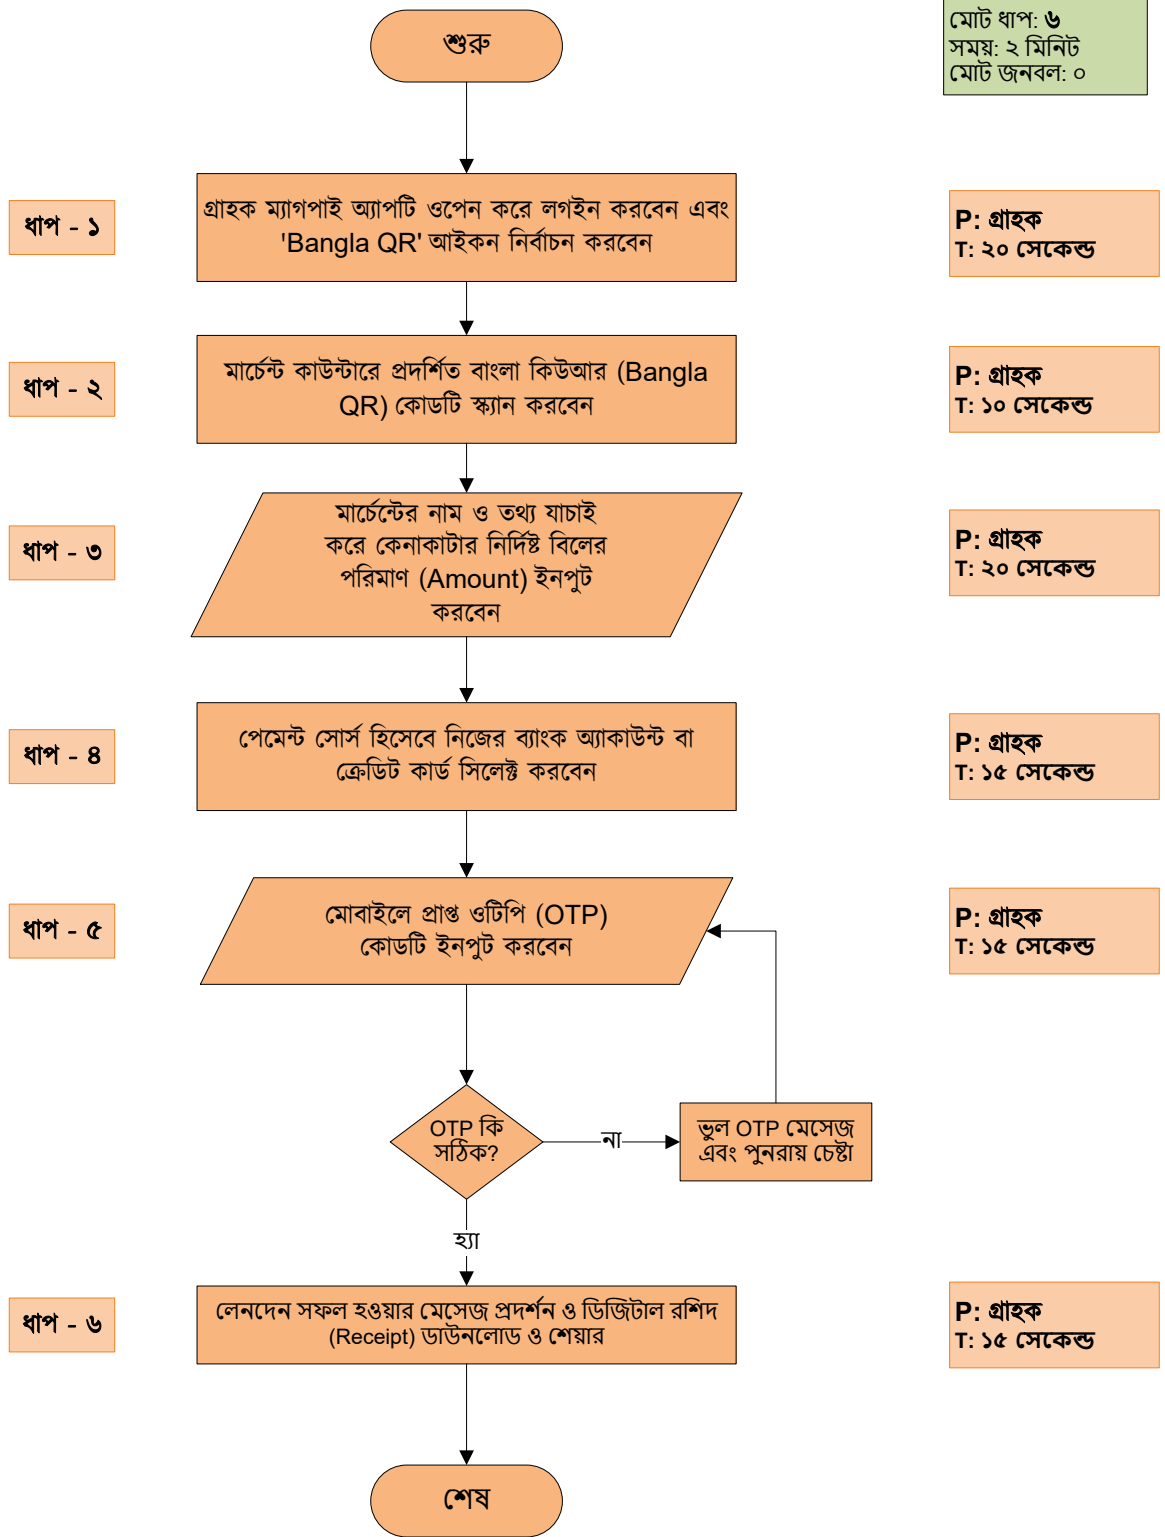 শুরু
মোট ধাপ: ৬
সময়: ২ মিনিট
মোট জনবল: ০
ধাপ - ১
গ্রাহক ম্যাগপাই অ্যাপটি ওপেন করে লগইন করবেন এবং
'Bangla QR' আইকন নির্বাচন করবেন
P: গ্রাহক
T: ২০ সেকেন্ড
ধাপ - ২
মার্চেন্ট কাউন্টারে প্রদর্শিত বাংলা কিউআর (Bangla
QR) কোডটি স্ক্যান করবেন
P: গ্রাহক
T: ১০ সেকেন্ড
ধাপ - ৩
মার্চেন্টের নাম ও তথ্য যাচাই
করে কেনাকাটার নির্দিষ্ট বিলের
পরিমাণ (Amount) ইনপুট
করবেন
P: গ্রাহক
T: ২০ সেকেন্ড
ধাপ - ৪
পেমেন্ট সোর্স হিসেবে নিজের ব্যাংক অ্যাকাউন্ট বা
ক্রেডিট কার্ড সিলেক্ট করবেন
P: গ্রাহক
T: ১৫ সেকেন্ড
ধাপ - ৫
মোবাইলে প্রাপ্ত ওটিপি (OTP)
কোডটি ইনপুট করবেন
P: গ্রাহক
T: ১৫ সেকেন্ড
OTP কি
সঠিক?
না
ভুল OTP মেসেজ
এবং পুনরায় চেষ্টা
হ্যা
ধাপ - ৬
লেনদেন সফল হওয়ার মেসেজ প্রদর্শন ও ডিজিটাল রশিদ
(Receipt) ডাউনলোড ও শেয়ার
P: গ্রাহক
T: ১৫ সেকেন্ড
শেষ